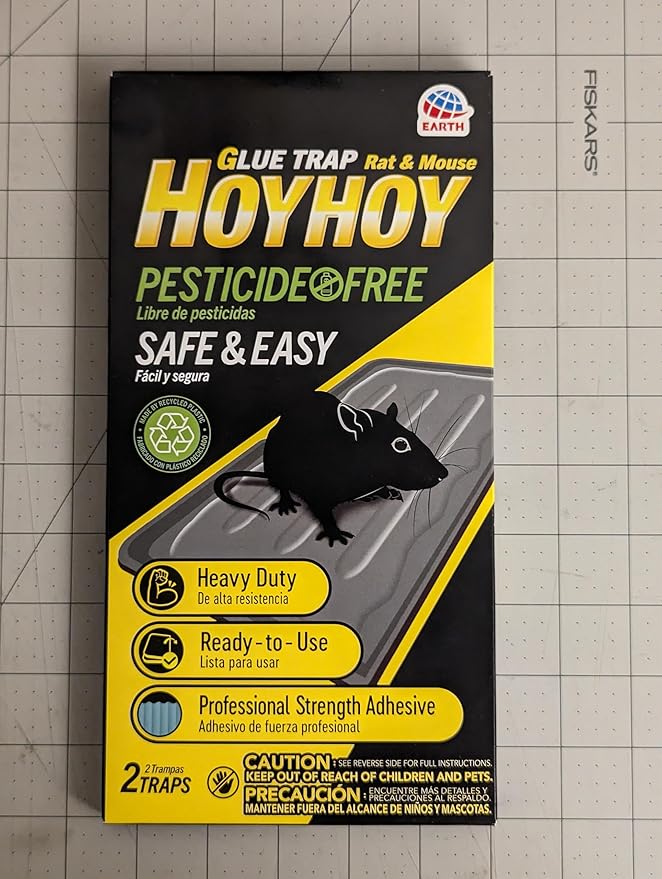 FISKARS®
EARTH
GLUE TRAP Rat & Mouse
HOYHOY
PESTICIDE FREE
Libre de pesticidas
SAFE & EASY
Fácil y segura
MADE BY RECYCLED PLASTIC
FABRICADO CON PLÁSTICO RECICLADO
Heavy Duty
De alta resistencia
Ready-to-Use
Lista para usar
Professional Strength Adhesive
Adhesivo de fuerza profesional
2 Trampas
2 TRAPS
CAUTION: SEE REVERSE SIDE FOR FULL INSTRUCTIONS.
KEEP OUT OF REACH OF CHILDREN AND PETS.
PRECAUCIÓN: ENCUENTRE MÁS DETALLES Y
PRECAUCIONES AL RESPALDO.
MANTENER FUERA DEL ALCANCE DE NIÑOS Y MASCOTAS.